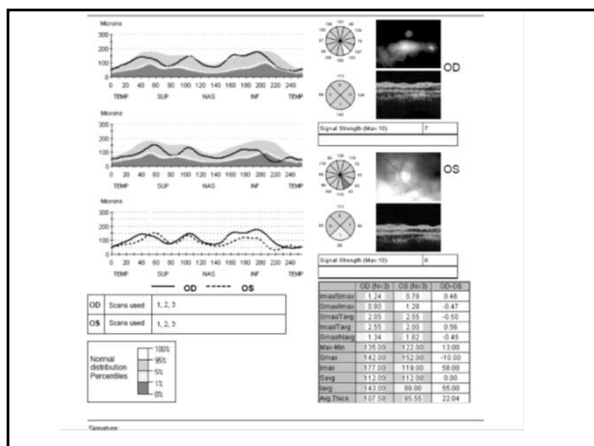 Microns
300
200
100
0
0 20 40 60 80 100 120 140 160 180 200 220 240
TEMP SUP NAS INF TEMP
OD
Signal Strength (Max 10) 7
Microns
300
200
100
0
0 20 40 60 80 100 120 140 160 180 200 220 240
TEMP SUP NAS INF TEMP
OS
Signal Strength (Max 10)
Microns
300
200
100
0
0 20 40 60 80 100 120 140 160 180 200 220 240
TEMP SUP NAS INF TEMP
OD OS
OD Scans used 1, 2, 3
OS Scans used 1, 2, 3
Normal
distribution
Percentiles
100%
95%
5%
1%
0%
OD (N=3) OS (N=3) OD-OS
Imax/Smax 1.24 0.78 0.46
Smax/Imax 0.80 1.28 -0.47
Smax/Tavg 2.05 2.55 -0.50
Imax/Tavg 2.55 2.00 0.56
Smax/Navg 1.34 1.82 -0.49
Max-Min 135.00 122.00 13.00
Smax 142.00 152.00 -10.00
Imax 177.00 119.00 58.00
Savg 112.00 112.00 0.00
Iavg 143.00 88.00 55.00
Avg.Thick 107.58 85.55 22.04
Signature: